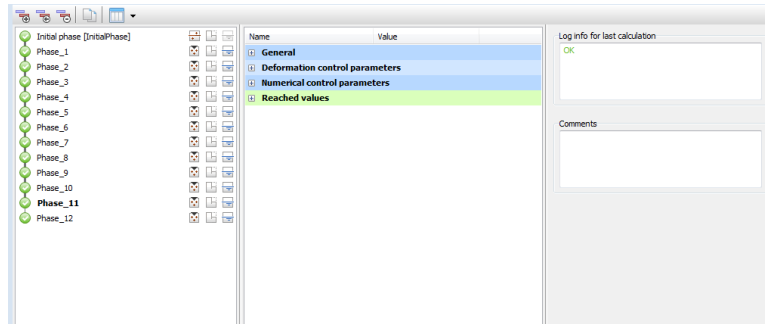 Initial phase [InitialPhase]
Phase_1
Phase_2
Phase_3
Phase_4
Phase_5
Phase_6
Phase_7
Phase_8
Phase_9
Phase_10
Phase_11
Phase_12
Name Value
General
Deformation control parameters
Numerical control parameters
Reached values
Log info for last calculation
OK
Comments